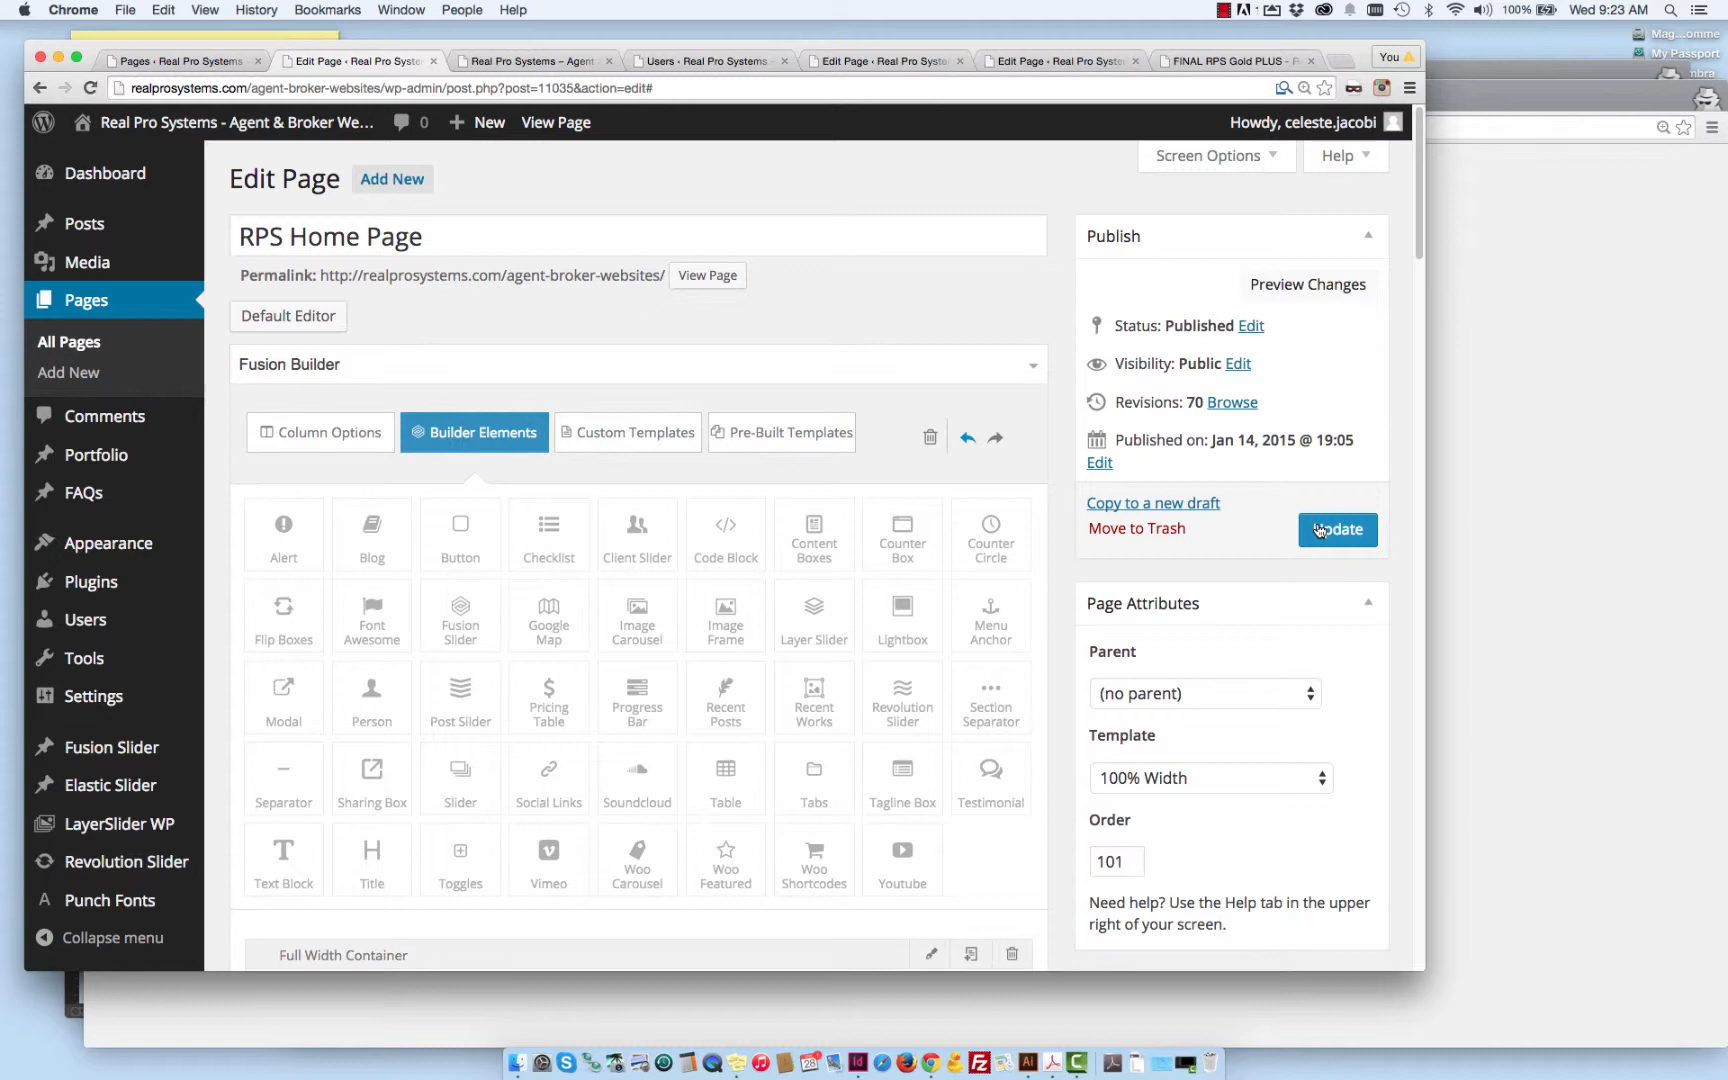 Chrome File Edit View History Bookmarks Window People Help
100% Wed 9:23 AM
My Passport
Pages ‹ Real Pro Systems
Edit Page ‹ Real Pro Syste
Real Pro Systems – Agent
Users ‹ Real Pro Systems
Edit Page ‹ Real Pro Syste
Edit Page ‹ Real Pro Syste
FINAL RPS Gold PLUS - R
You
realprosystems.com/agent-broker-websites/wp-admin/post.php?post=11035&action=edit#
Real Pro Systems - Agent & Broker We...
0
New
View Page
Howdy, celeste.jacobi
Screen Options
Help
Dashboard
Posts
Media
Pages
All Pages
Add New
Comments
Portfolio
FAQs
Appearance
Plugins
Users
Tools
Settings
Fusion Slider
Elastic Slider
LayerSlider WP
Revolution Slider
Punch Fonts
Collapse menu
Edit Page
Add New
RPS Home Page
Permalink: http://realprosystems.com/agent-broker-websites/
View Page
Default Editor
Fusion Builder
Column Options
Builder Elements
Custom Templates
Pre-Built Templates
Alert
Blog
Button
Checklist
Client Slider
Code Block
Content
Boxes
Counter
Box
Counter
Circle
Flip Boxes
Font
Awesome
Fusion
Slider
Google
Map
Image
Carousel
Image
Frame
Layer Slider
Lightbox
Menu
Anchor
Modal
Person
Post Slider
Pricing
Table
Progress
Bar
Recent
Posts
Recent
Works
Revolution
Slider
Section
Separator
Separator
Sharing Box
Slider
Social Links
Soundcloud
Table
Tabs
Tagline Box
Testimonial
Text Block
Title
Toggles
Vimeo
Woo
Carousel
Woo
Featured
Woo
Shortcodes
Youtube
Full Width Container
Publish
Preview Changes
Status: Published Edit
Visibility: Public Edit
Revisions: 70 Browse
Published on: Jan 14, 2015 @ 19:05
Edit
Copy to a new draft
Move to Trash
Update
Page Attributes
Parent
(no parent)
Template
100% Width
Order
101
Need help? Use the Help tab in the upper
right of your screen.